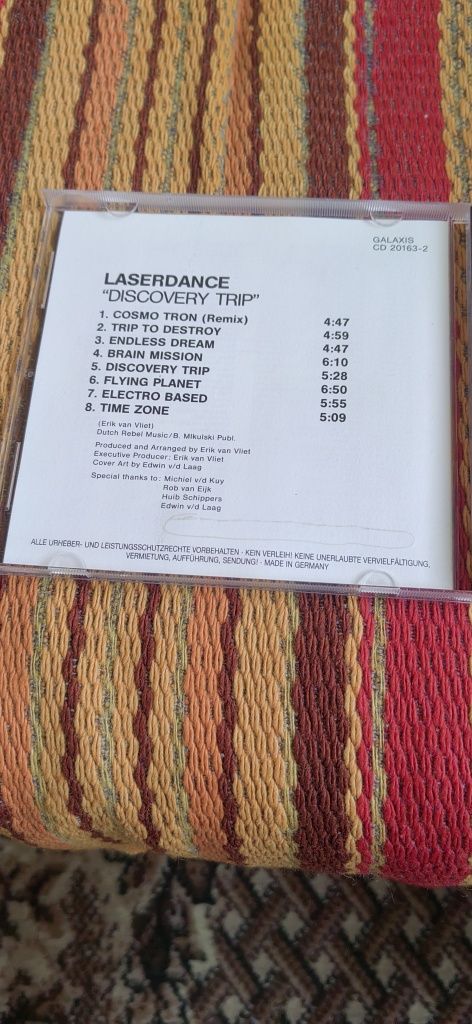 GALAXIS
CD 20163-2
LASERDANCE
"DISCOVERY TRIP"
1. COSMO TRON (Remix) 4:47
2. TRIP TO DESTROY 4:59
3. ENDLESS DREAM 4:47
4. BRAIN MISSION 6:10
5. DISCOVERY TRIP 5:28
6. FLYING PLANET 6:50
7. ELECTRO BASED 5:55
8. TIME ZONE 5:09
(Erik van Vliet)
Dutch Rebel Music/B. Mlkulski Publ.
Produced and Arranged by Erik van Vliet
Executive Producer: Erik van Vliet
Cover Art by Edwin v/d Laag
Special thanks to: Michiel v/d Kuy
Rob van Eijk
Huib Schippers
Edwin v/d Laag
ALLE URHEBER- UND LEISTUNGSSCHUTZRECHTE VORBEHALTEN · KEIN VERLEIH! KEINE UNERLAUBTE VERVIELFÄLTIGUNG,
VERMIETUNG, AUFFÜHRUNG, SENDUNG! · MADE IN GERMANY